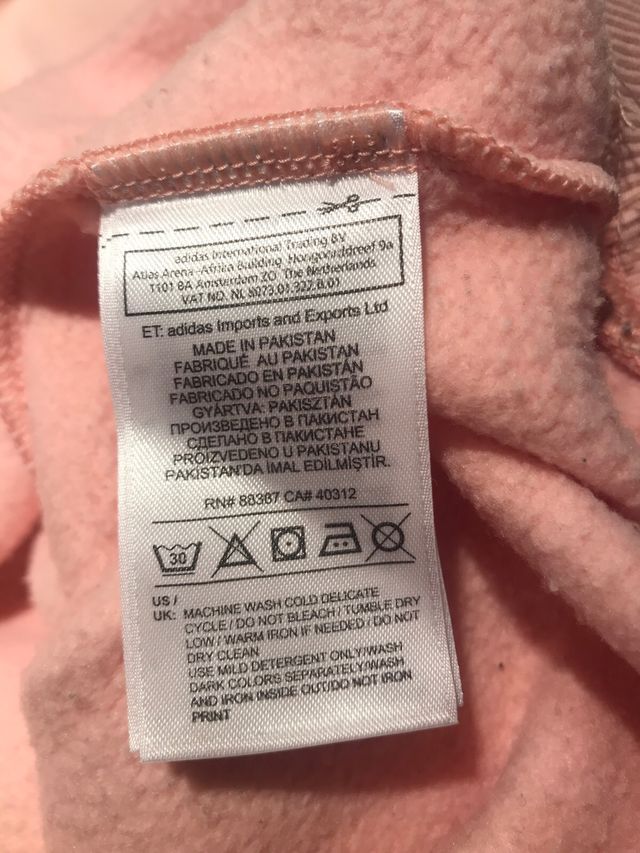 adidas International Trading BV
Atlas Arena -Afrika Building, Hoogoorddreef 9a
1101 BA Amsterdam ZO The Netherlands
VAT NO. NL 8073.01.327.B.01
ET: adidas Imports and Exports Ltd
MADE IN PAKISTAN
FABRIQUÉ AU PAKISTAN
FABRICADO EN PAKISTÁN
FABRICADO NO PAQUISTÃO
GYÁRTVA: PAKISZTÁN
ПРОИЗВЕДЕНО В ПАКИСТАН
СДЕЛАНО В ПАКИСТАНЕ
PROIZVEDENO U PAKISTANU
PAKİSTAN'DA İMAL EDİLMİŞTİR.
RN# 88387 CA# 40312
30
US /
UK: MACHINE WASH COLD DELICATE
CYCLE / DO NOT BLEACH / TUMBLE DRY
LOW / WARM IRON IF NEEDED / DO NOT
DRY CLEAN
USE MILD DETERGENT ONLY/WASH
DARK COLORS SEPARATELY/WASH
AND IRON INSIDE OUT/DO NOT IRON
PRINT